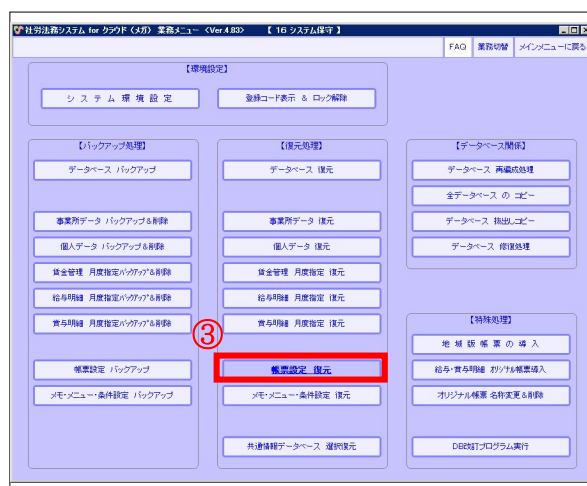 社労法務システム for クラウド (メガ) 業務メニュー <Ver.4.83> 【 16 システム保守 】
FAQ 業務切替 メインメニューに戻る
【環境設定】
システム環境設定 登録コード表示 & ロック解除
【バックアップ処理】 【復元処理】 【データベース関係】
データベース バックアップ データベース 復元 データベース 再編成処理
全データベース の コピー
事業所データ バックアップ&削除 事業所データ 復元 データベース 抜出しコピー
個人データ バックアップ&削除 個人データ 復元 データベース 修復処理
賃金管理 月度指定バックアップ&削除 賃金管理 月度指定 復元
給与明細 月度指定バックアップ&削除 給与明細 月度指定 復元
賞与明細 月度指定バックアップ&削除 賞与明細 月度指定 復元 【特殊処理】
③ 地域版帳票の導入
帳票設定 バックアップ 帳票設定 復元 給与・賞与明細 オリジナル帳票導入
メモ・メニュー・条件設定 バックアップ メモ・メニュー・条件設定 復元 オリジナル帳票 名称変更&削除
共通情報データベース 選択復元 DB改訂プログラム実行